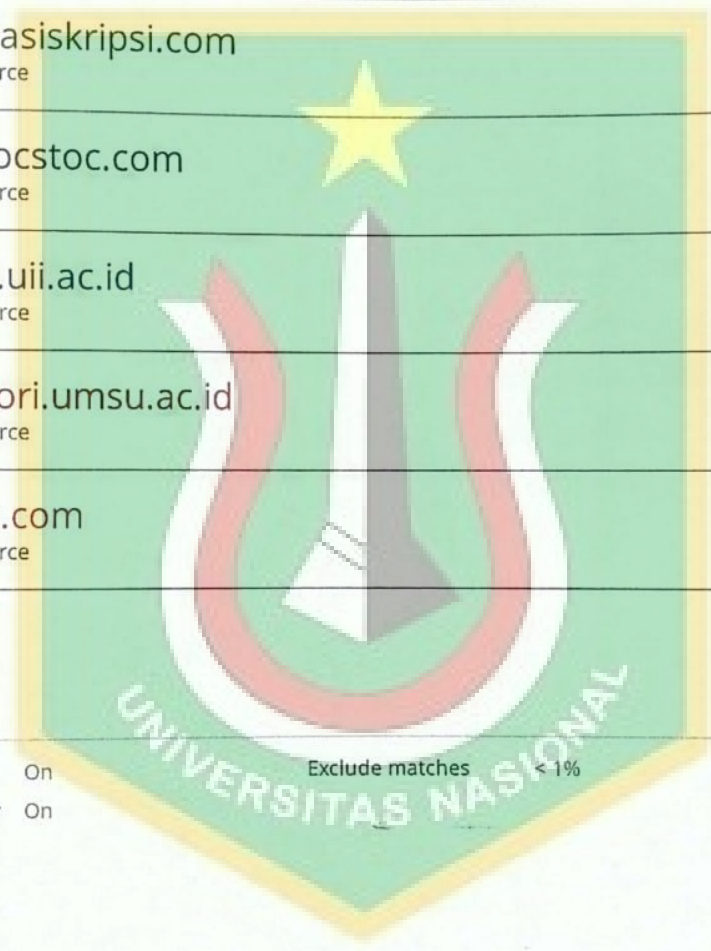 asiskripsi.com
rce
ocstoc.com
rce
.uii.ac.id
rce
ori.umsu.ac.id
rce
.com
rce
On
Exclude matches < 1%
On
UNIVERSITAS NASIONAL